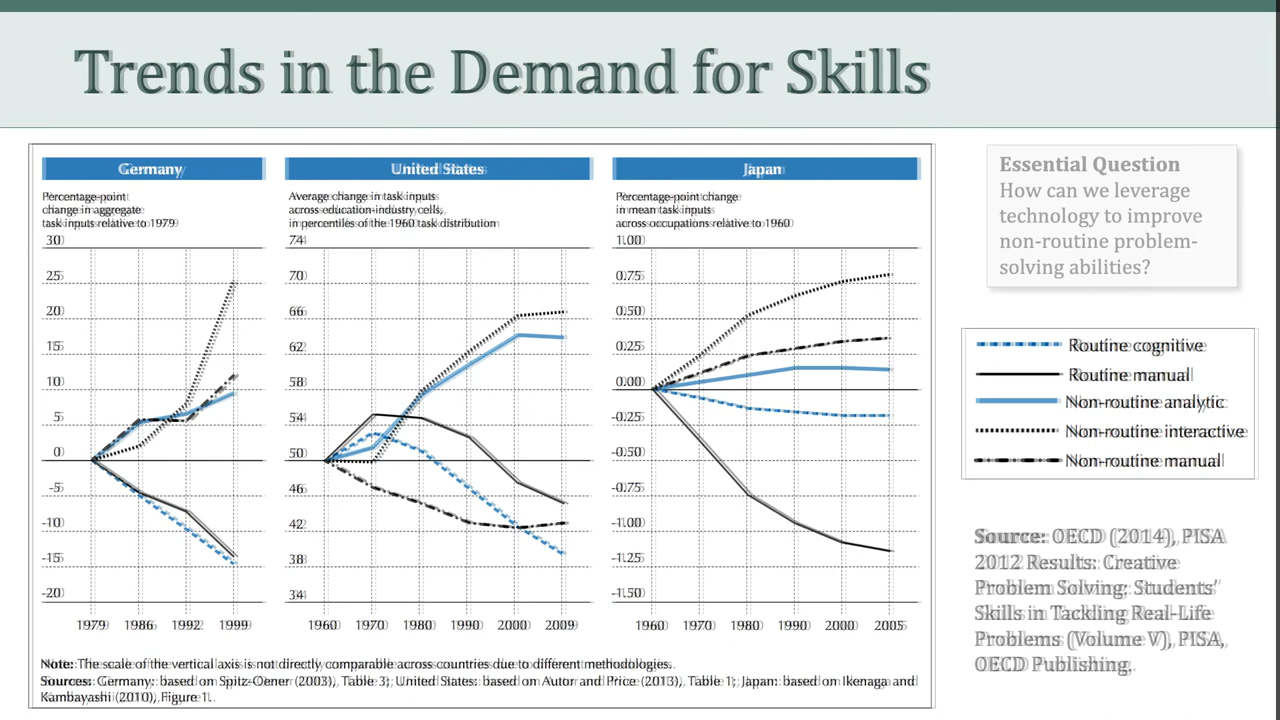 Trends in the Demand for Skills
Germany
United States
Japan
Percentage-point
change in aggregate
task inputs relative to 1979
Average change in task inputs
across education-industry cells,
in percentiles of the 1960 task distribution
Percentage-point change
in mean task inputs
across occupations relative to 1960
30
25
20
15
10
5
0
-5
-10
-15
-20
74
70
66
62
58
54
50
46
42
38
34
1.00
0.75
0.50
0.25
0.00
-0.25
-0.50
-0.75
-1.00
-1.25
-1.50
1979 1986 1992 1999
1960 1970 1980 1990 2000 2009
1960 1970 1980 1990 2000 2005
Note: The scale of the vertical axis is not directly comparable across countries due to different methodologies.
Sources: Germany: based on Spitz-Oener (2003), Table 3; United States: based on Autor and Price (2013), Table 1; Japan: based on Ikenaga and
Kambayashi (2010), Figure 1.
Essential Question
How can we leverage
technology to improve
non-routine problem-
solving abilities?
Routine cognitive
Routine manual
Non-routine analytic
Non-routine interactive
Non-routine manual
Source: OECD (2014), PISA
2012 Results: Creative
Problem Solving: Students”
Skills in Tackling Real-Life
Problems (Volume V), PISA,
OECD Publishing.